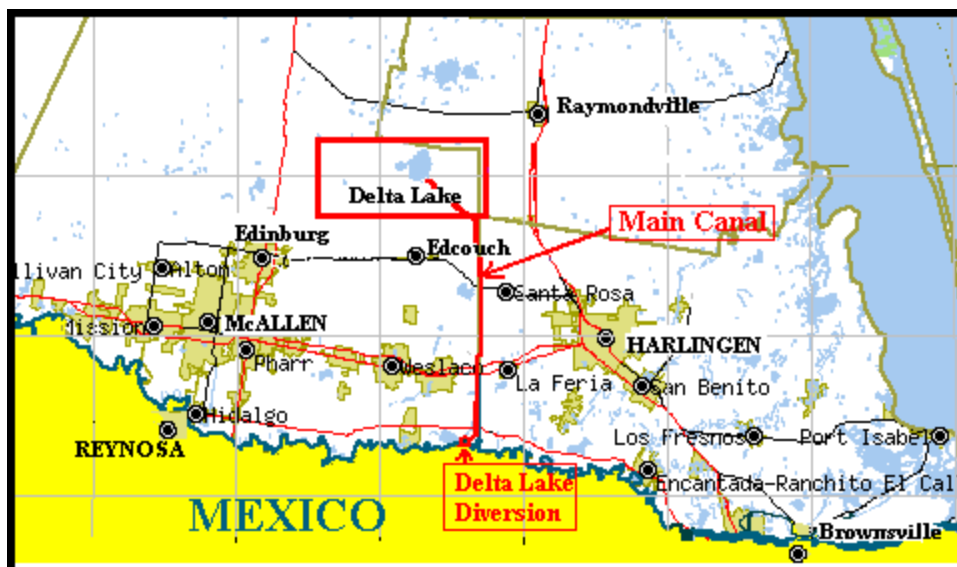 Raymondville
Delta Lake
Main Canal
Edinburg
Edcouch
llivan City
Alton
Santa Rosa
Mission
McALLEN
HARLINGEN
Pharr
Weslaco
La Feria
San Benito
Hidalgo
REYNOSA
Los Fresnos
Port Isabel
Delta Lake
Diversion
Encantada-Ranchito El Cal
MEXICO
Brownsville